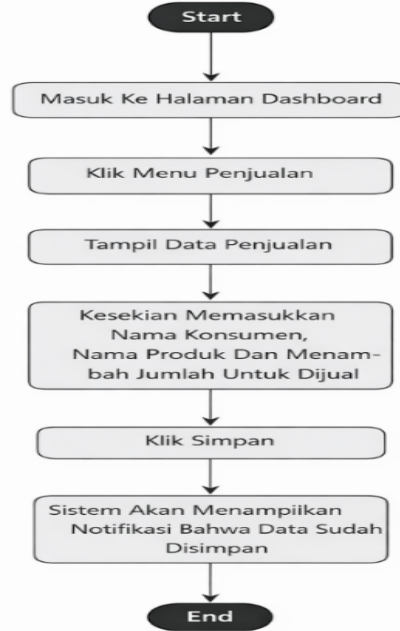 Start
Masuk Ke Halaman Dashboard
Klik Menu Penjualan
Tampil Data Penjualan
Kesekian Memasukkan
Nama Konsumen,
Nama Produk Dan Menam-
bah Jumlah Untuk Dijual
Klik Simpan
Sistem Akan Menampiikan
Notifikasi Bahwa Data Sudah
Disimpan
End